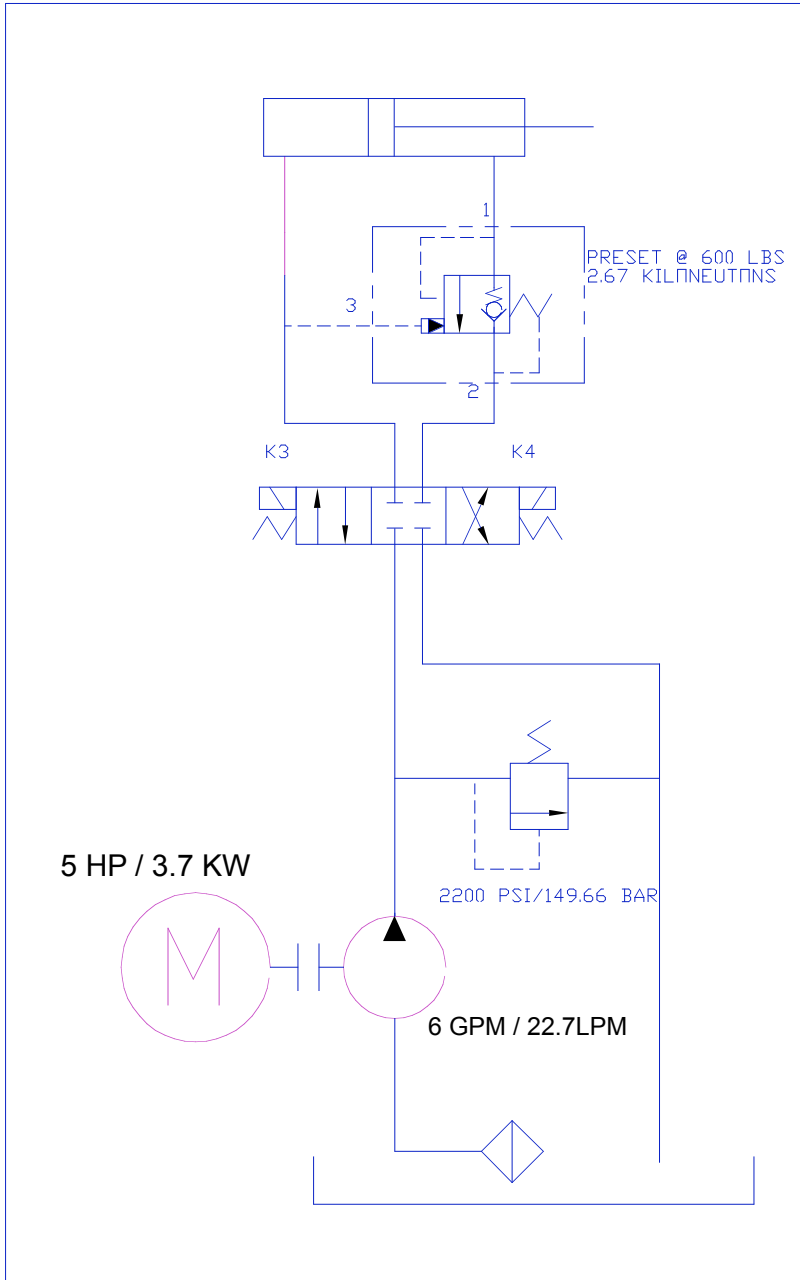 1
PRESET @ 600 LBS
2.67 KILONEUTONS
3
2
K3
K4
5 HP / 3.7 KW
M
2200 PSI/149.66 BAR
6 GPM / 22.7LPM